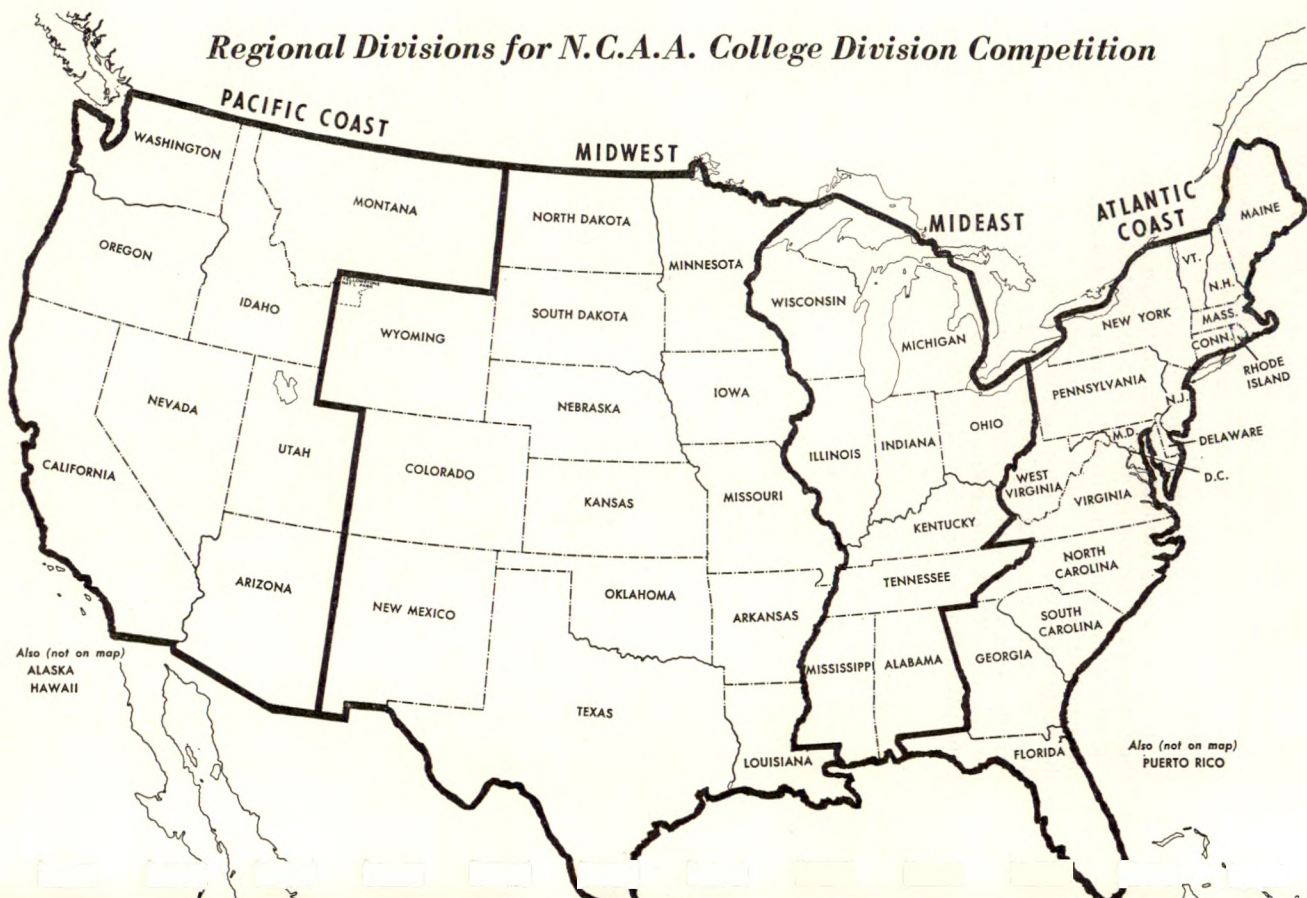 Regional Divisions for N.C.A.A. College Division Competition
PACIFIC COAST
MIDWEST
MIDEAST
ATLANTIC
COAST
WASHINGTON
MONTANA
NORTH DAKOTA
MINNESOTA
MAINE
VT.
N.H.
OREGON
IDAHO
YELLOWSTONE
NAT'L. PARK
WYOMING
SOUTH DAKOTA
WISCONSIN
MICHIGAN
NEW YORK
MASS.
CONN.
RHODE
ISLAND
NEVADA
UTAH
NEBRASKA
IOWA
PENNSYLVANIA
N.J.
CALIFORNIA
COLORADO
KANSAS
MISSOURI
ILLINOIS
INDIANA
OHIO
WEST
VIRGINIA
M.D.
DELAWARE
D.C.
VIRGINIA
KENTUCKY
ARIZONA
NEW MEXICO
OKLAHOMA
ARKANSAS
TENNESSEE
NORTH
CAROLINA
SOUTH
CAROLINA
MISSISSIPPI
ALABAMA
GEORGIA
Also (not on map)
ALASKA
HAWAII
TEXAS
LOUISIANA
FLORIDA
Also (not on map)
PUERTO RICO